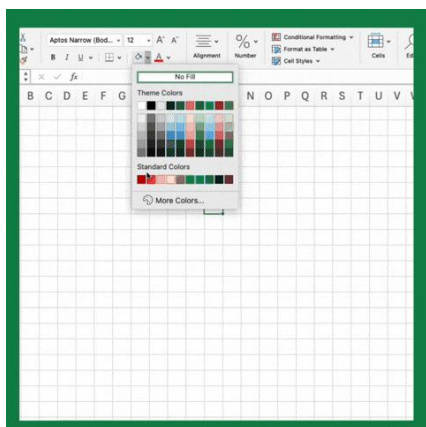 Aptos Narrow (Bod... 12 A^ A˅ Conditional Formatting
Format as Table
B I U A Alignment Number Cell Styles Cells
fx
No Fill
B C D E F G N O P Q R S T U V
Theme Colors
Standard Colors
More Colors...